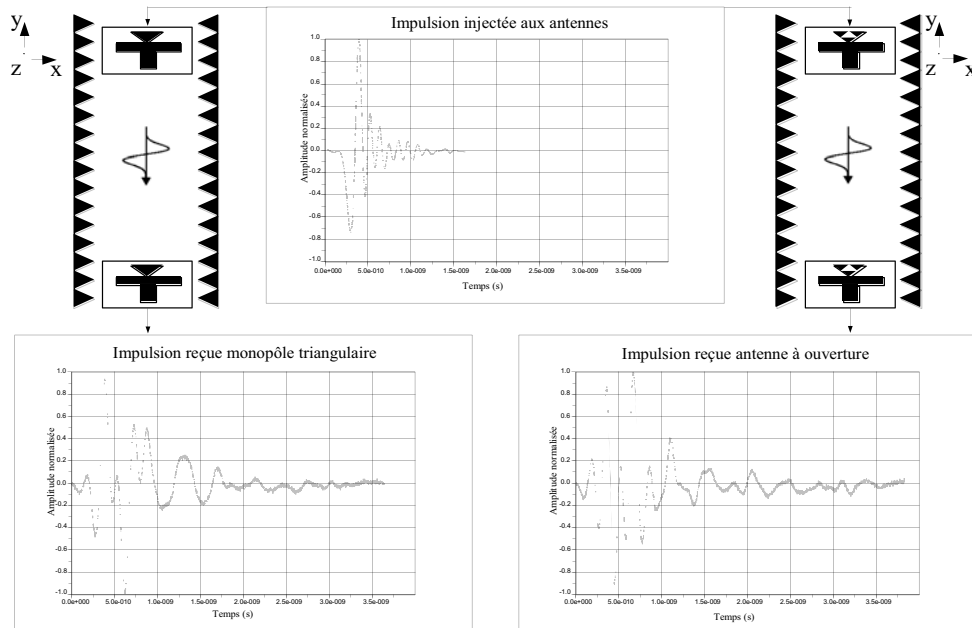 y
z
x
Impulsion injectée aux antennes
Amplitude normalisée
1.0
0.8
0.6
0.4
0.2
0.0
-0.2
-0.4
-0.6
-0.8
-1.0
0.0e+000 5.0e-010 1.0e-009 1.5e-009 2.0e-009 2.5e-009 3.0e-009 3.5e-009
Temps (s)
y
z
x
Impulsion reçue monopôle triangulaire
Amplitude normalisée
1.0
0.8
0.6
0.4
0.2
0.0
-0.2
-0.4
-0.6
-0.8
-1.0
0.0e+000 5.0e-010 1.0e-009 1.5e-009 2.0e-009 2.5e-009 3.0e-009 3.5e-009
Temps (s)
Impulsion reçue antenne à ouverture
Amplitude normalisée
1.0
0.8
0.6
0.4
0.2
0.0
-0.2
-0.4
-0.6
-0.8
-1.0
0.0e+000 5.0e-010 1.0e-009 1.5e-009 2.0e-009 2.5e-009 3.0e-009 3.5e-009
Temps (s)